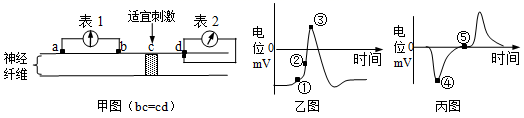 表1
适宜刺激
表2
a
b
c
d
神经
纤维
甲图（bc=cd）
电
位
0
mV
①
②
③
时间
乙图
电
位
0
mV
④
⑤
时间
丙图